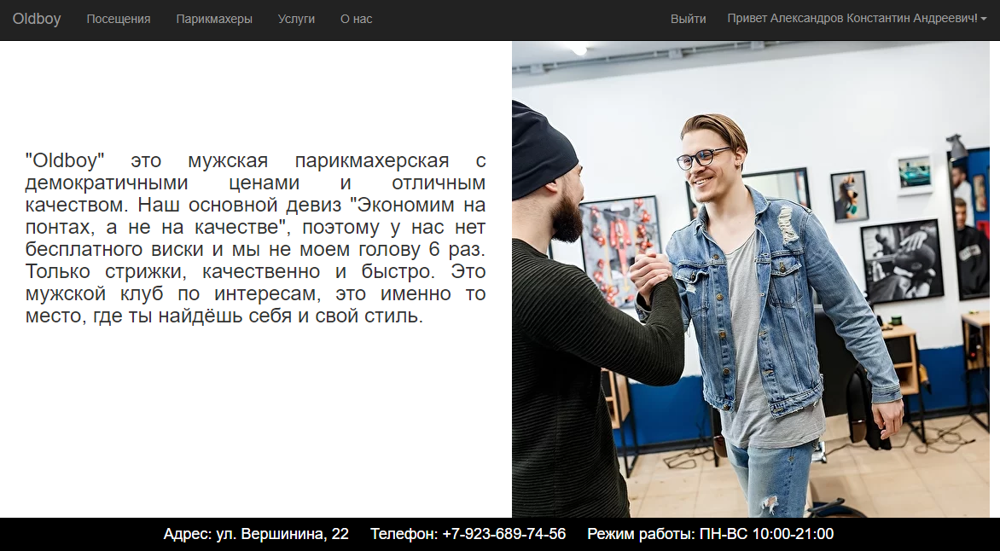 Oldboy Посещения Парикмахеры Услуги О нас Выйти Привет Александров Константин Андреевич!
"Oldboy" это мужская парикмахерская с
демократичными ценами и отличным
качеством. Наш основной девиз "Экономим на
понтах, а не на качестве", поэтому у нас нет
бесплатного виски и мы не моем голову 6 раз.
Только стрижки, качественно и быстро. Это
мужской клуб по интересам, это именно то
место, где ты найдёшь себя и свой стиль.
Адрес: ул. Вершинина, 22 Телефон: +7-923-689-74-56 Режим работы: ПН-ВС 10:00-21:00